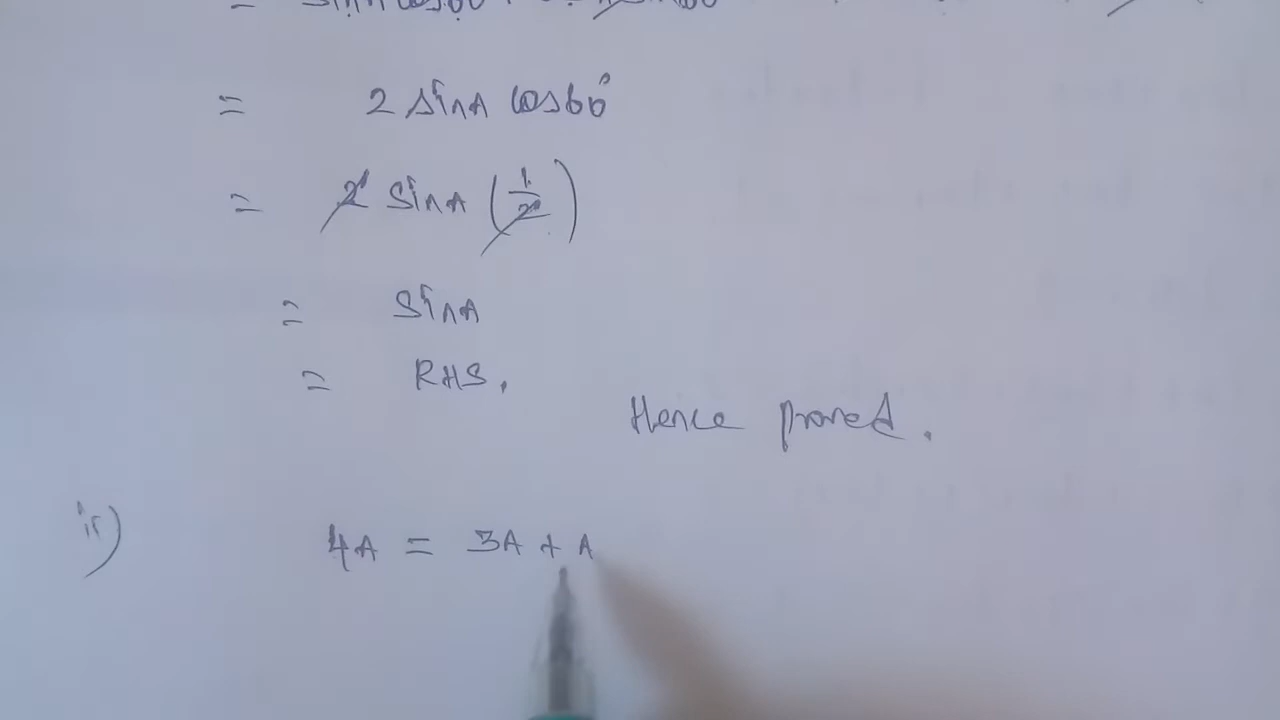 = 2 sinA cos60°
= 2 sinA (1/2)
= sinA
= RHS.
Hence proved.
ii) 4A = 3A + A